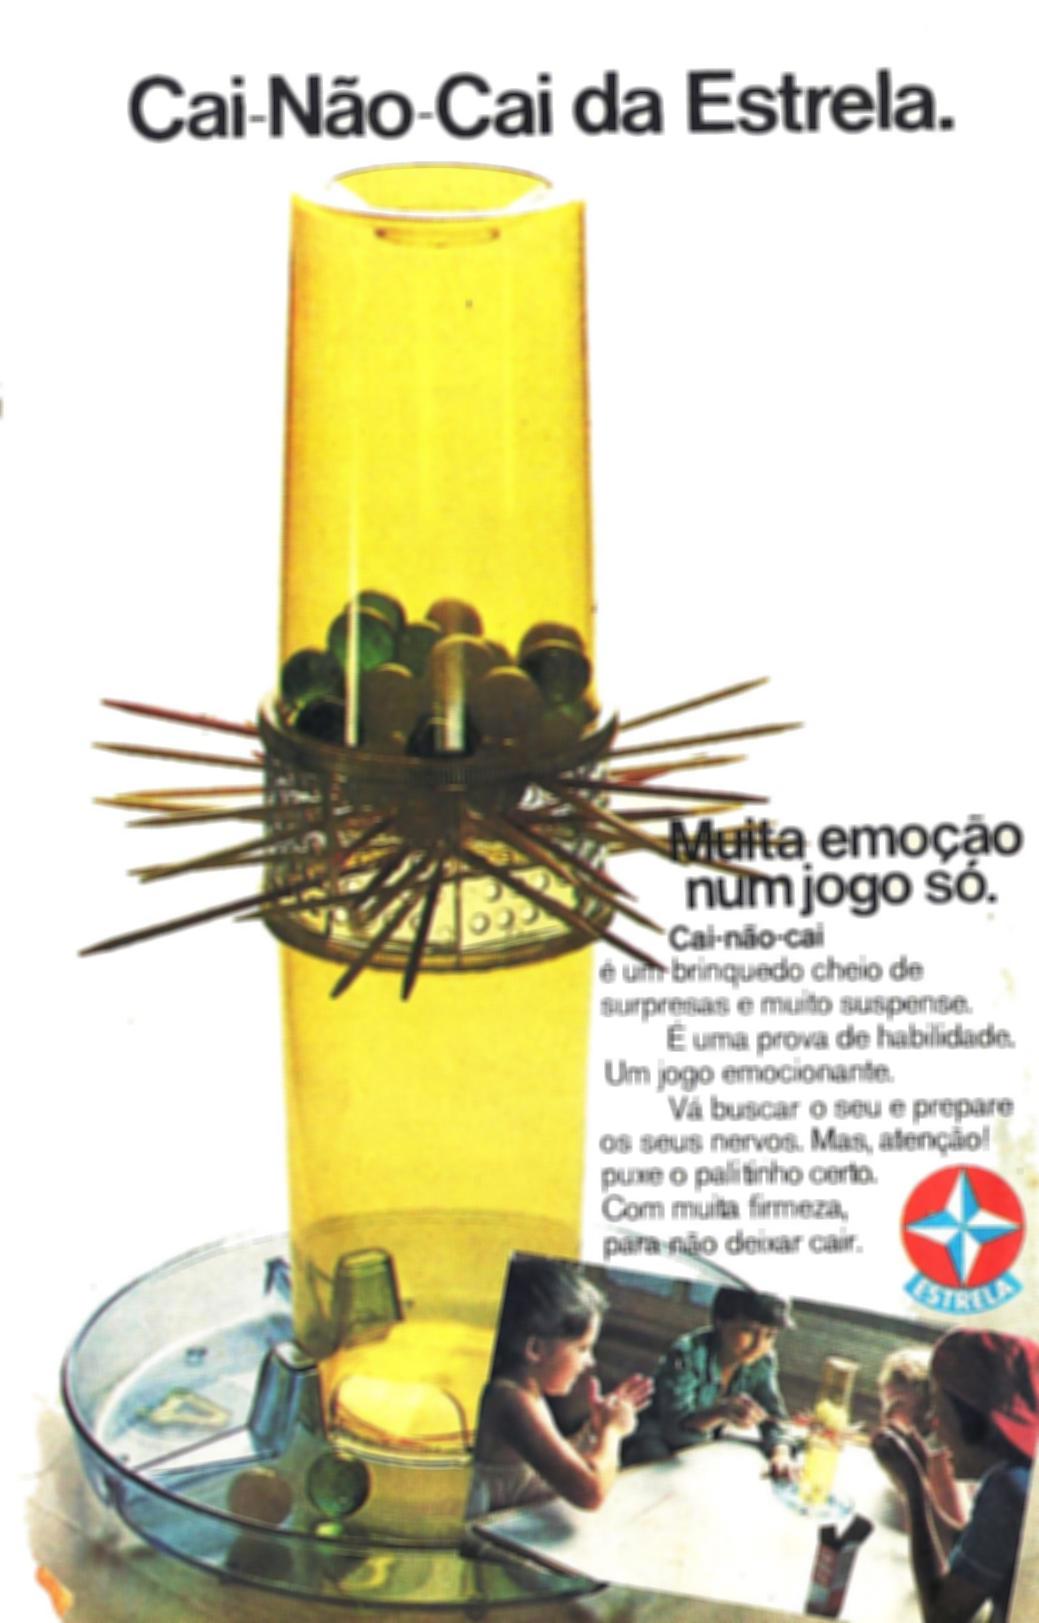 Cai-Não-Cai da Estrela.
Muita emoção
num jogo só.
Cai-não-cai
é um brinquedo cheio de
surpresas e muito suspense.
É uma prova de habilidade.
Um jogo emocionante.
Vá buscar o seu e prepare
os seus nervos. Mas, atenção!
puxe o palitinho certo.
Com muita firmeza,
para não deixar cair.
ESTRELA